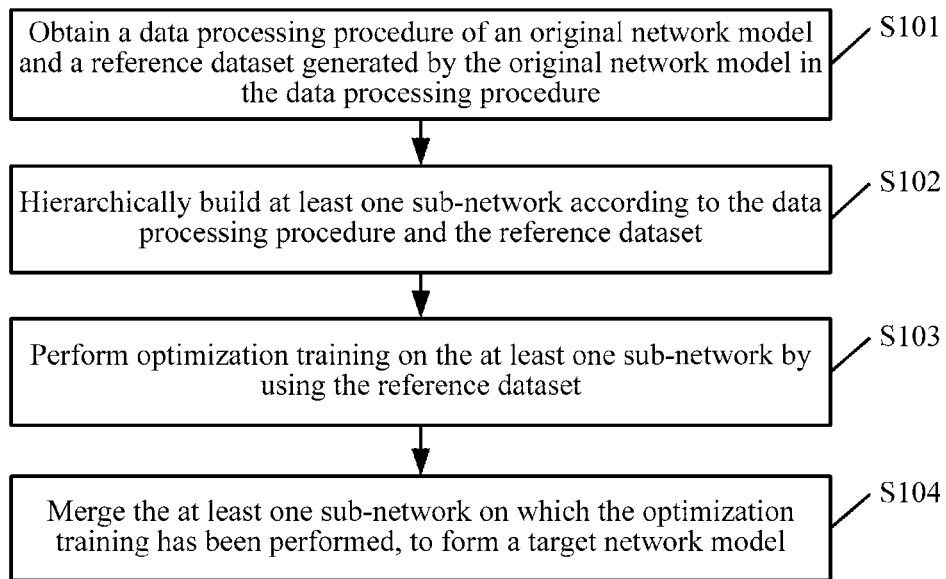 Obtain a data processing procedure of an original network model
and a reference dataset generated by the original network model in
the data processing procedure
S101
Hierarchically build at least one sub-network according to the data
processing procedure and the reference dataset
S102
Perform optimization training on the at least one sub-network by
using the reference dataset
S103
Merge the at least one sub-network on which the optimization
training has been performed, to form a target network model
S104